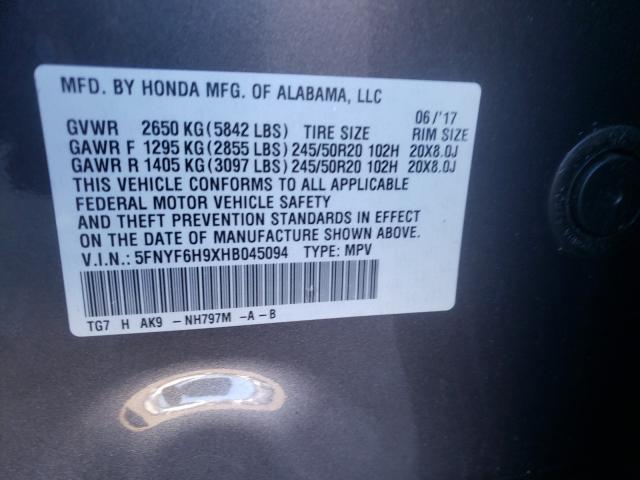 MFD. BY HONDA MFG. OF ALABAMA, LLC
06/'17
GVWR 2650 KG(5842 LBS) TIRE SIZE RIM SIZE
GAWR F 1295 KG(2855 LBS)245/50R20 102H 20X8.0J
GAWR R 1405 KG(3097 LBS)245/50R20 102H 20X8.0J
THIS VEHICLE CONFORMS TO ALL APPLICABLE
FEDERAL MOTOR VEHICLE SAFETY
AND THEFT PREVENTION STANDARDS IN EFFECT
ON THE DATE OF MANUFACTURE SHOWN ABOVE.
V.I.N.: 5FNYF6H9XHB045094 TYPE: MPV
TG7 H AK9 -NH797M -A-B